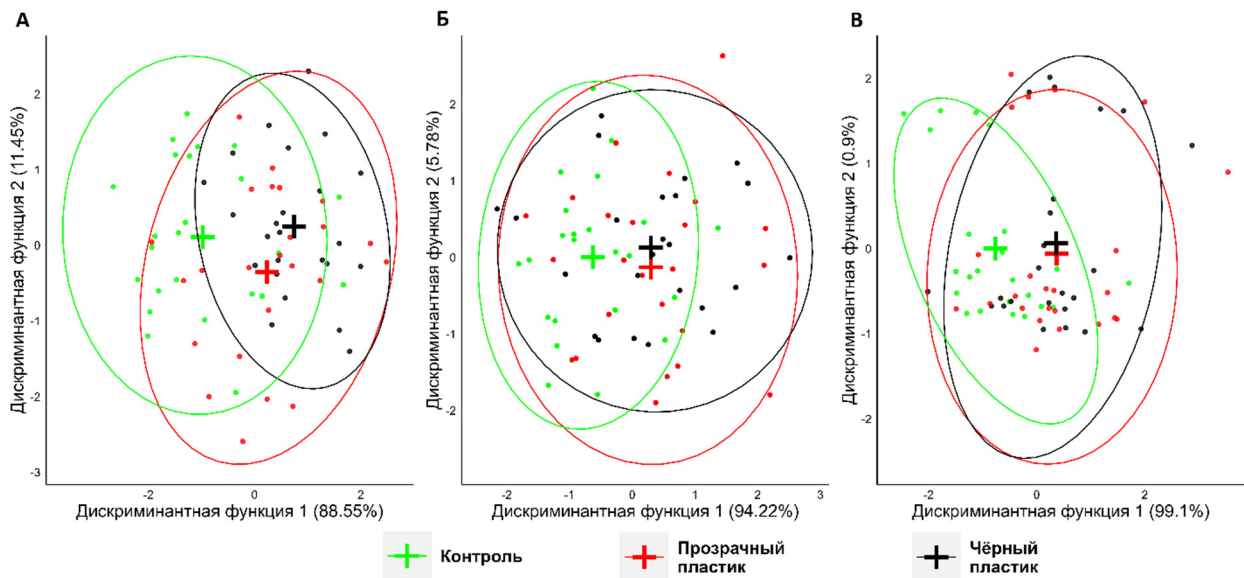 А
Дискриминантная функция 2 (11.45%)
2
1
0
-1
-2
-3
-2
0
2
Дискриминантная функция 1 (88.55%)
Б
Дискриминантная функция 2 (5.78%)
2
1
0
-1
-2
-2
-1
0
1
2
3
Дискриминантная функция 1 (94.22%)
В
Дискриминантная функция 2 (0.9%)
2
1
0
-1
-2
-2
0
2
Дискриминантная функция 1 (99.1%)
Контроль
Прозрачный
пластик
Чёрный
пластик